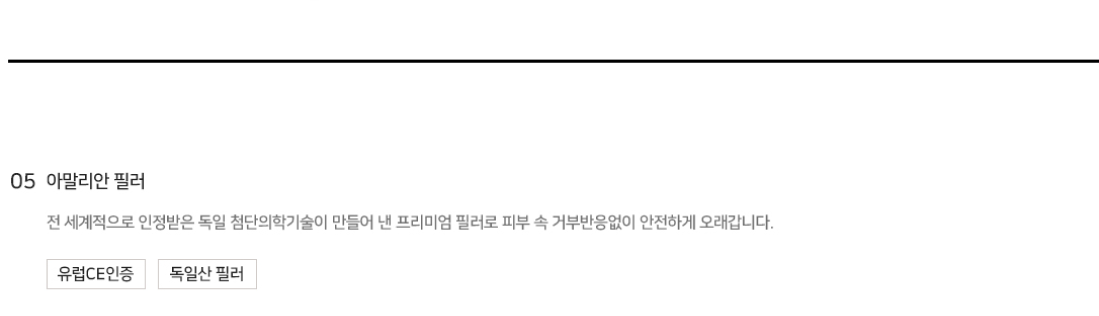 05 아말리안 필러
전 세계적으로 인정받은 독일 첨단의학기술이 만들어 낸 프리미엄 필러로 피부 속 거부반응없이 안전하게 오래갑니다.
유럽CE인증 독일산 필러